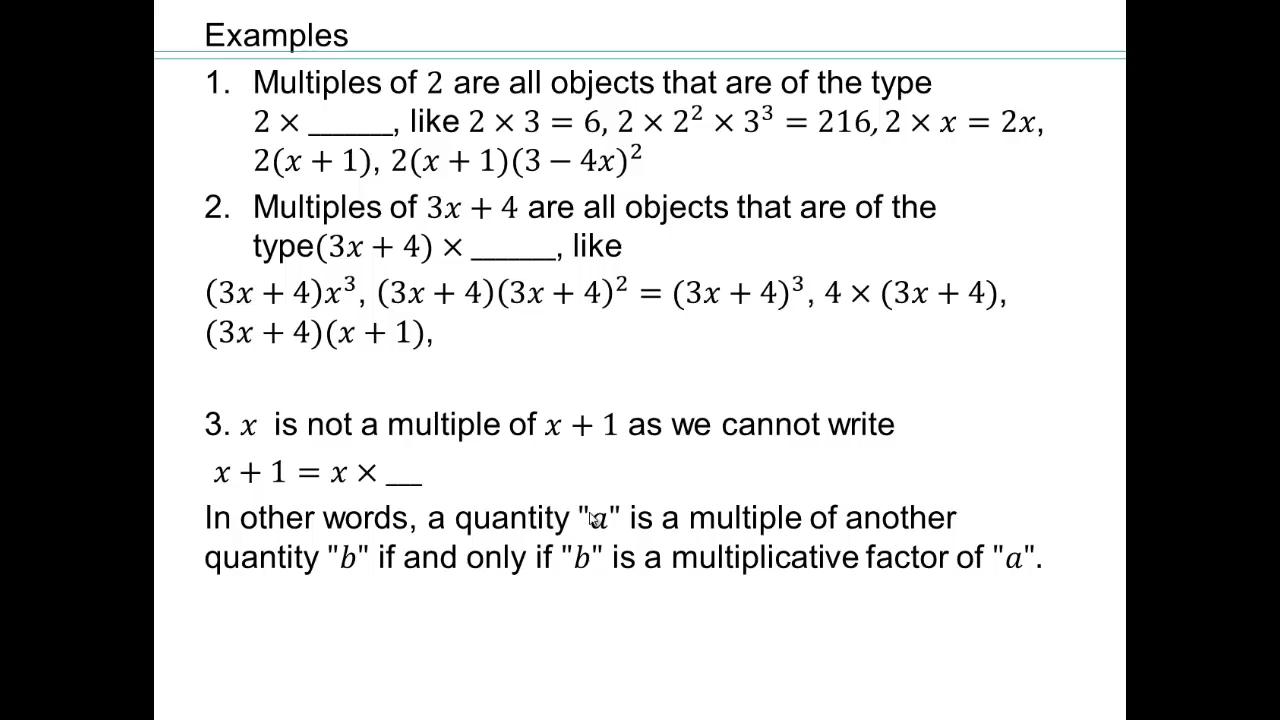 Examples
1. Multiples of 2 are all objects that are of the type
2 × ______, like 2 × 3 = 6, 2 × 2² × 3³ = 216, 2 × x = 2x,
2(x + 1), 2(x + 1)(3 − 4x)²
2. Multiples of 3x + 4 are all objects that are of the
type(3x + 4) × ______, like
(3x + 4)x³, (3x + 4)(3x + 4)² = (3x + 4)³, 4 × (3x + 4),
(3x + 4)(x + 1),
3. x is not a multiple of x + 1 as we cannot write
x + 1 = x × ___
In other words, a quantity "a" is a multiple of another
quantity "b" if and only if "b" is a multiplicative factor of "a".